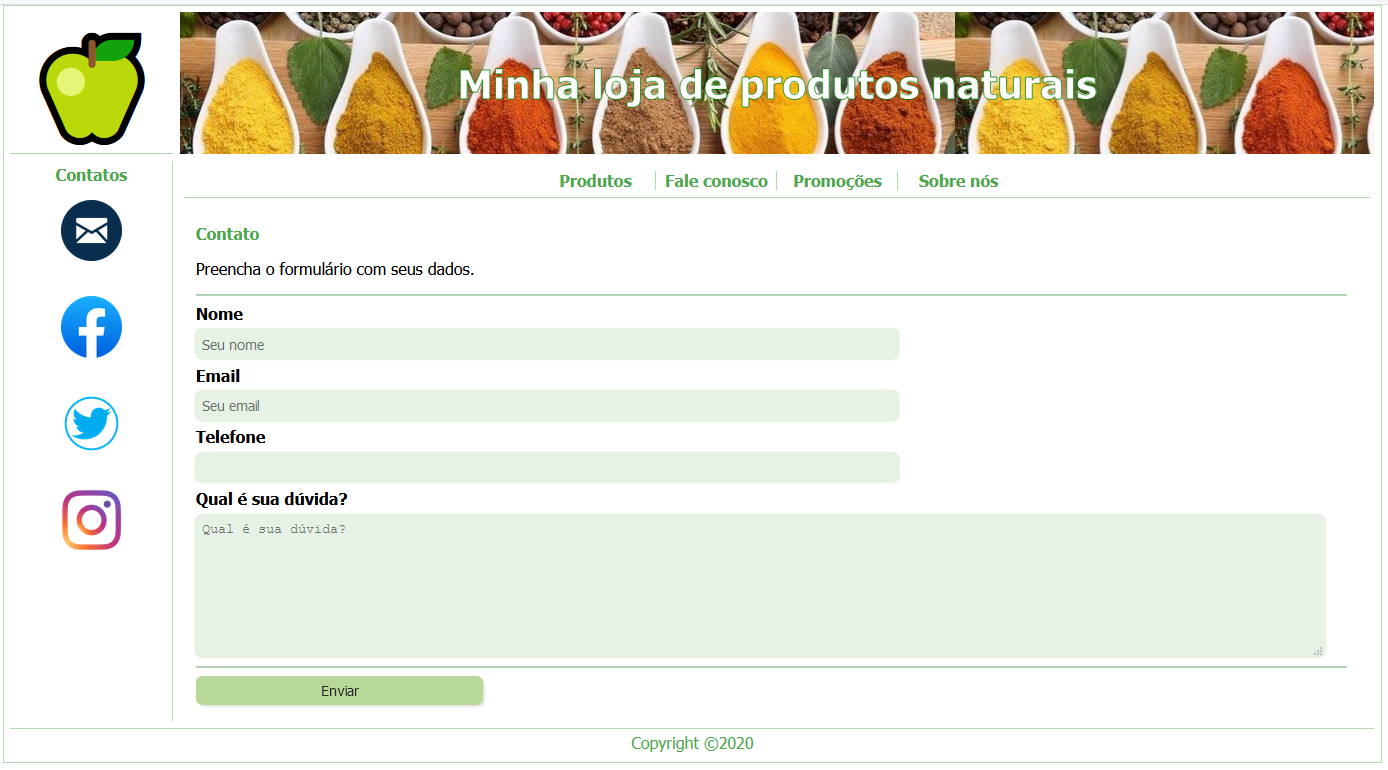 Minha loja de produtos naturais
Contatos
Produtos Fale conosco Promoções Sobre nós
Contato
Preencha o formulário com seus dados.
Nome
Seu nome
Email
Seu email
Telefone
Qual é sua dúvida?
Qual é sua dúvida?
Enviar
Copyright ©2020